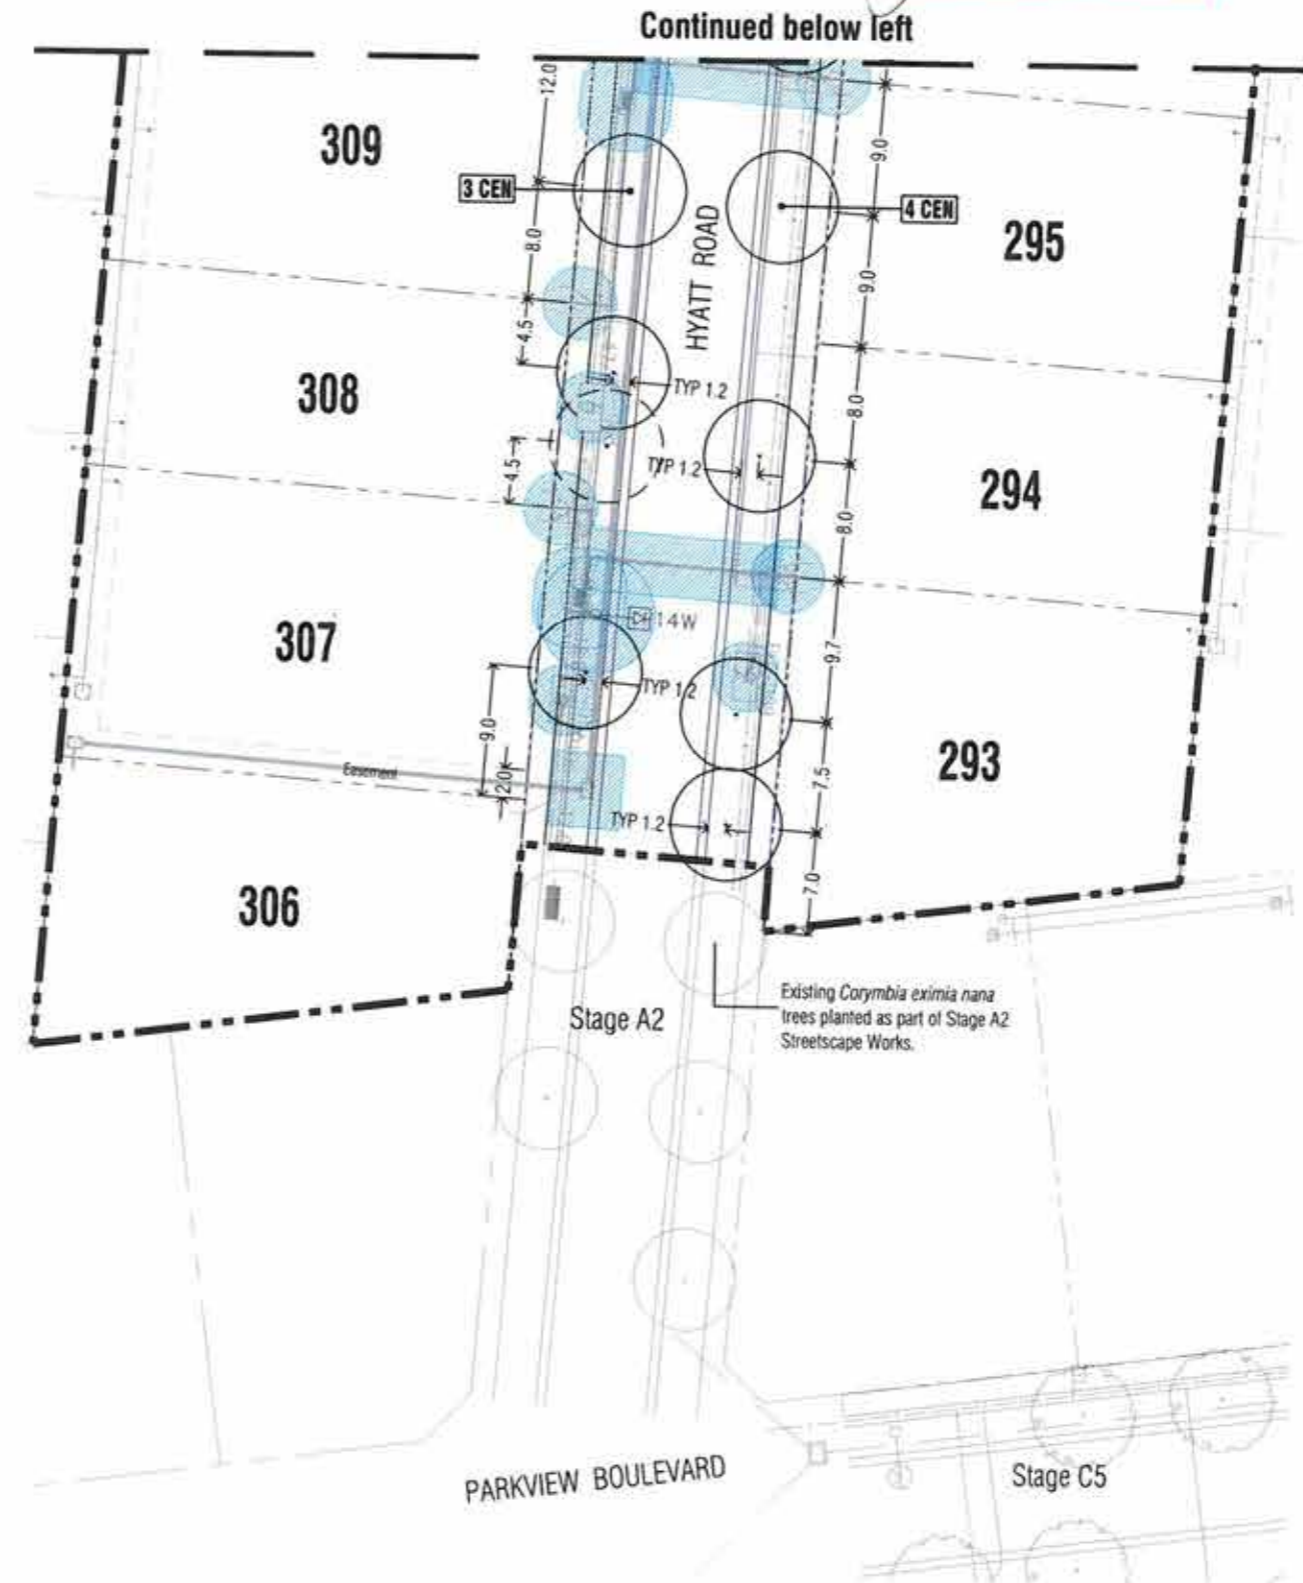 Continued below left
12.0
309
9.0
3 CEN
4 CEN
8.0
HYATT ROAD
295
9.0
4.5
308
TYP 1.2
8.0
4.5
TYP 1.2
294
8.0
14W
307
9.7
TYP 1.2
9.0
293
Easement
2.0
7.5
TYP 1.2
7.0
306
Existing Corymbia eximia nana
trees planted as part of Stage A2
Streetscape Works.
Stage A2
PARKVIEW BOULEVARD
Stage C5